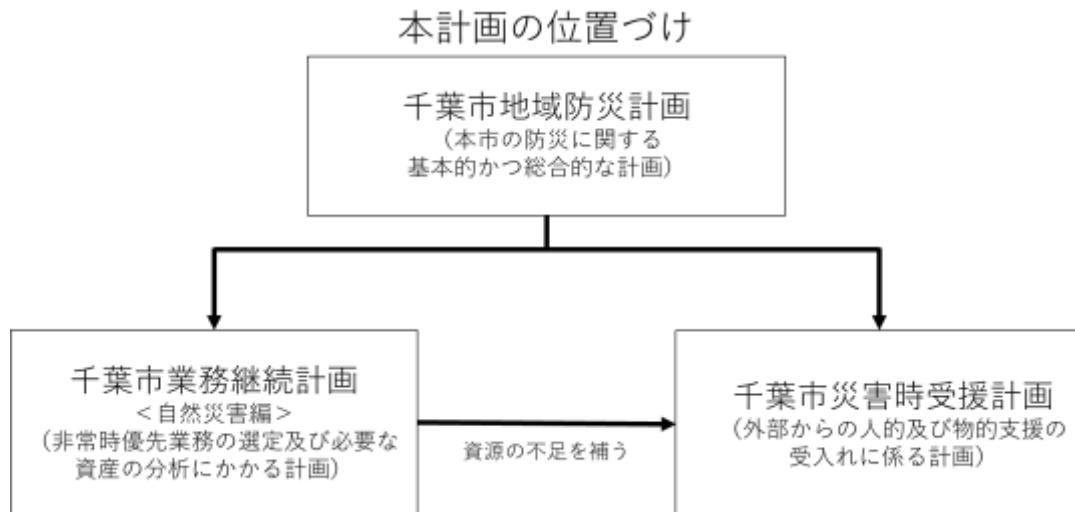 本計画の位置づけ
千葉市地域防災計画
（本市の防災に関する
基本的かつ総合的な計画）
千葉市業務継続計画
＜自然災害編＞
（非常時優先業務の選定及び必要な
資産の分析にかかる計画）
資源の不足を補う
千葉市災害時受援計画
（外部からの人的及び物的支援の
受入れに係る計画）